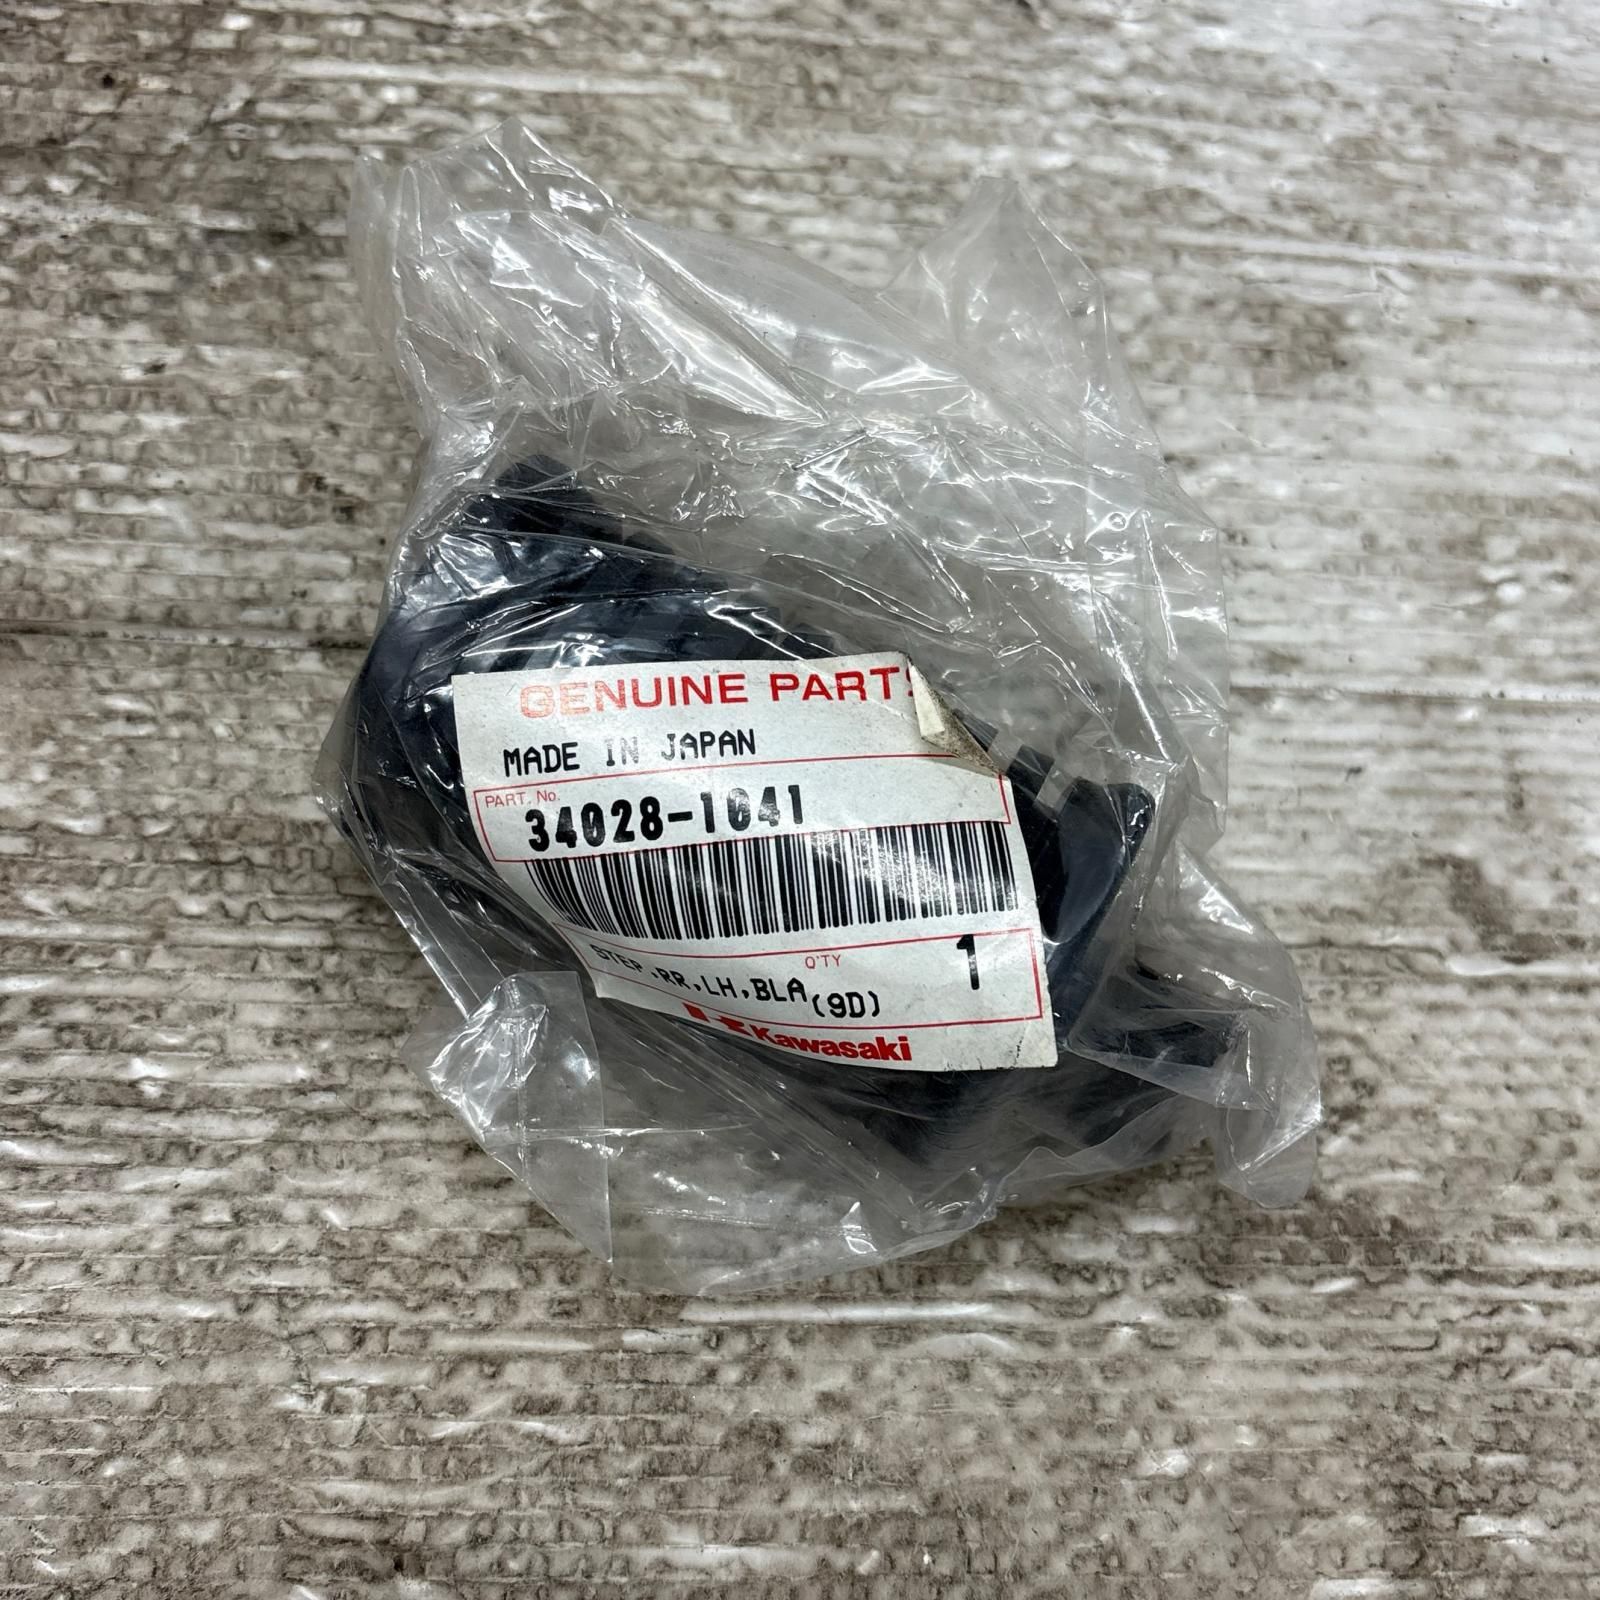 GENUINE PARTS
MADE IN JAPAN
PART. No.
34028-1041
Q'TY 1
STEP,RR,LH,BLA(9D)
Kawasaki